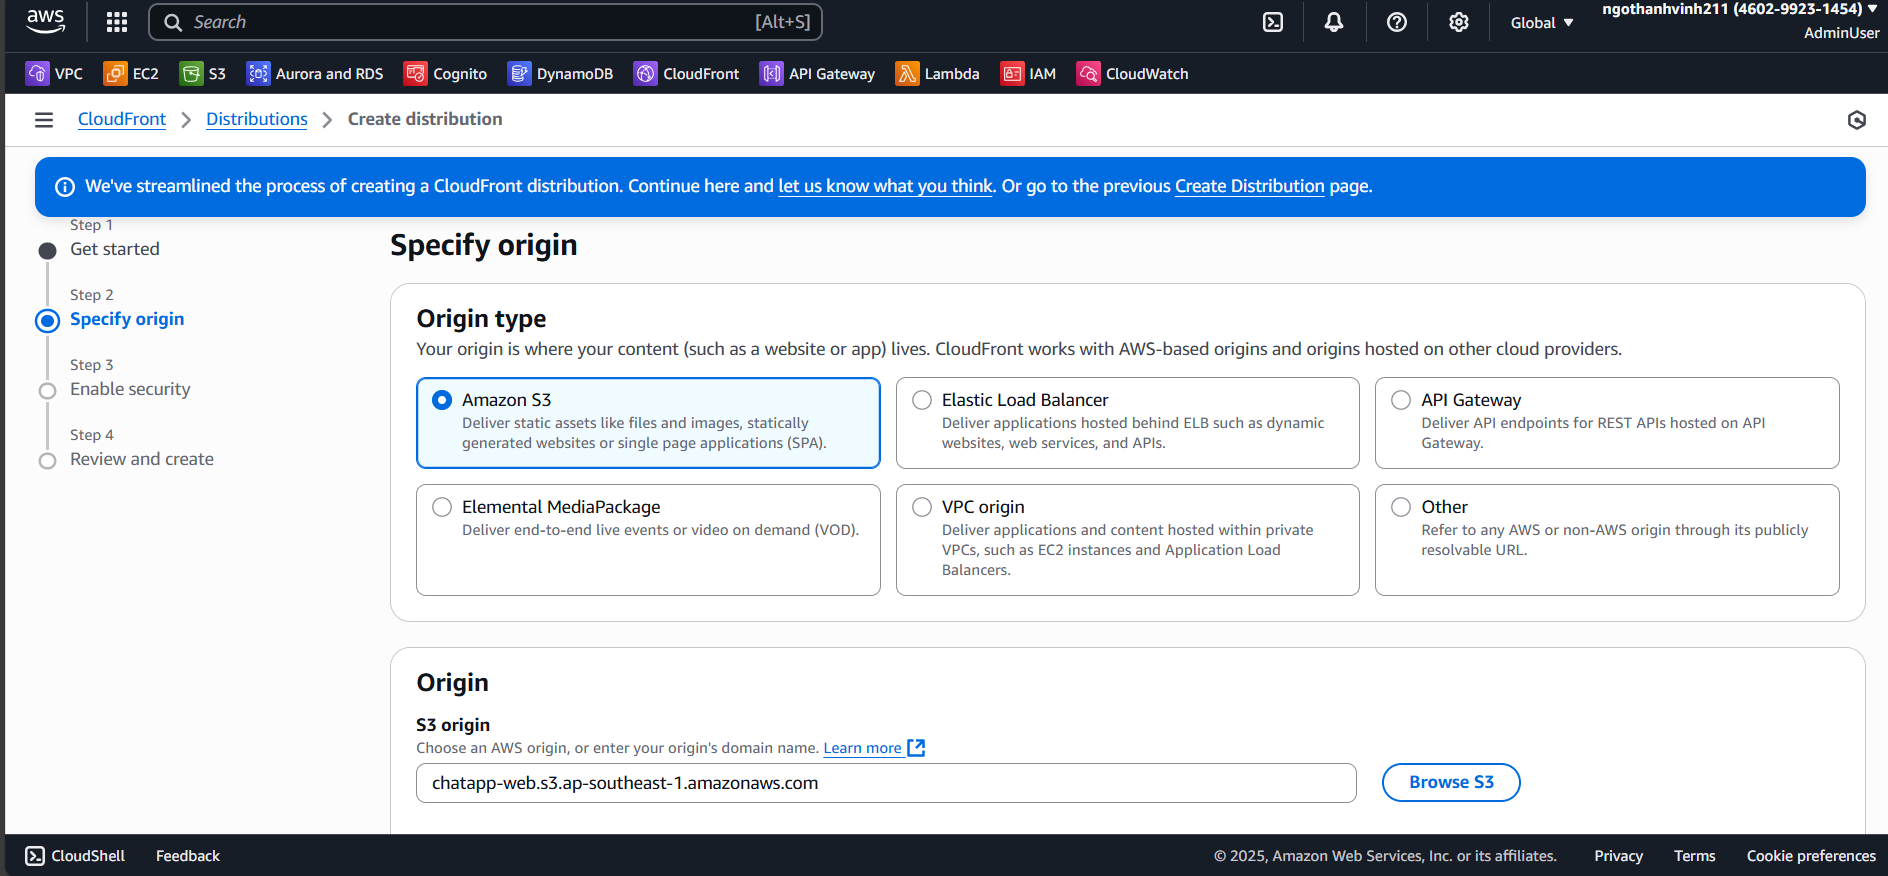 aws
Search
[Alt+S]
Global
ngothanhvinh211 (4602-9923-1454)
AdminUser
VPC
EC2
S3
Aurora and RDS
Cognito
DynamoDB
CloudFront
API Gateway
Lambda
IAM
CloudWatch
CloudFront
Distributions
Create distribution
We've streamlined the process of creating a CloudFront distribution. Continue here and let us know what you think. Or go to the previous Create Distribution page.
Step 1
Get started
Step 2
Specify origin
Step 3
Enable security
Step 4
Review and create
Specify origin
Origin type
Your origin is where your content (such as a website or app) lives. CloudFront works with AWS-based origins and origins hosted on other cloud providers.
Amazon S3
Deliver static assets like files and images, statically
generated websites or single page applications (SPA).
Elastic Load Balancer
Deliver applications hosted behind ELB such as dynamic
websites, web services, and APIs.
API Gateway
Deliver API endpoints for REST APIs hosted on API
Gateway.
Elemental MediaPackage
Deliver end-to-end live events or video on demand (VOD).
VPC origin
Deliver applications and content hosted within private
VPCs, such as EC2 instances and Application Load
Balancers.
Other
Refer to any AWS or non-AWS origin through its publicly
resolvable URL.
Origin
S3 origin
Choose an AWS origin, or enter your origin's domain name. Learn more
chatapp-web.s3.ap-southeast-1.amazonaws.com
Browse S3
CloudShell
Feedback
© 2025, Amazon Web Services, Inc. or its affiliates.
Privacy
Terms
Cookie preferences